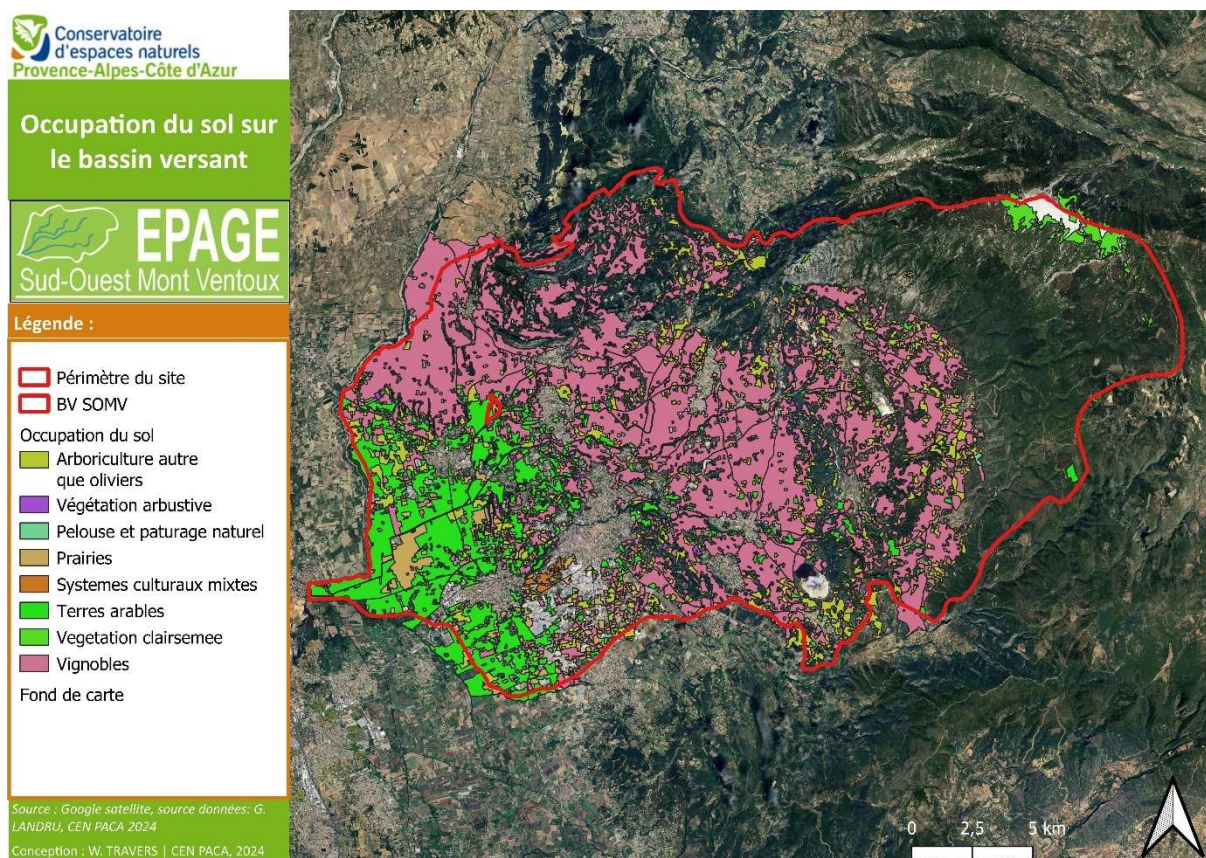 Conservatoire
d'espaces naturels
Provence-Alpes-Côte d'Azur
Occupation du sol sur
le bassin versant
EPAGE
Sud-Ouest Mont Ventoux
Légende :
Périmètre du site
BV SOMV
Occupation du sol
Arboriculture autre
que oliviers
Végétation arbustive
Pelouse et paturage naturel
Prairies
Systemes culturaux mixtes
Terres arables
Vegetation clairsemee
Vignobles
Fond de carte
Source : Google satellite, source données: G.
LANDRU, CEN PACA 2024
Conception : W. TRAVERS | CEN PACA, 2024
0 2,5 5 km